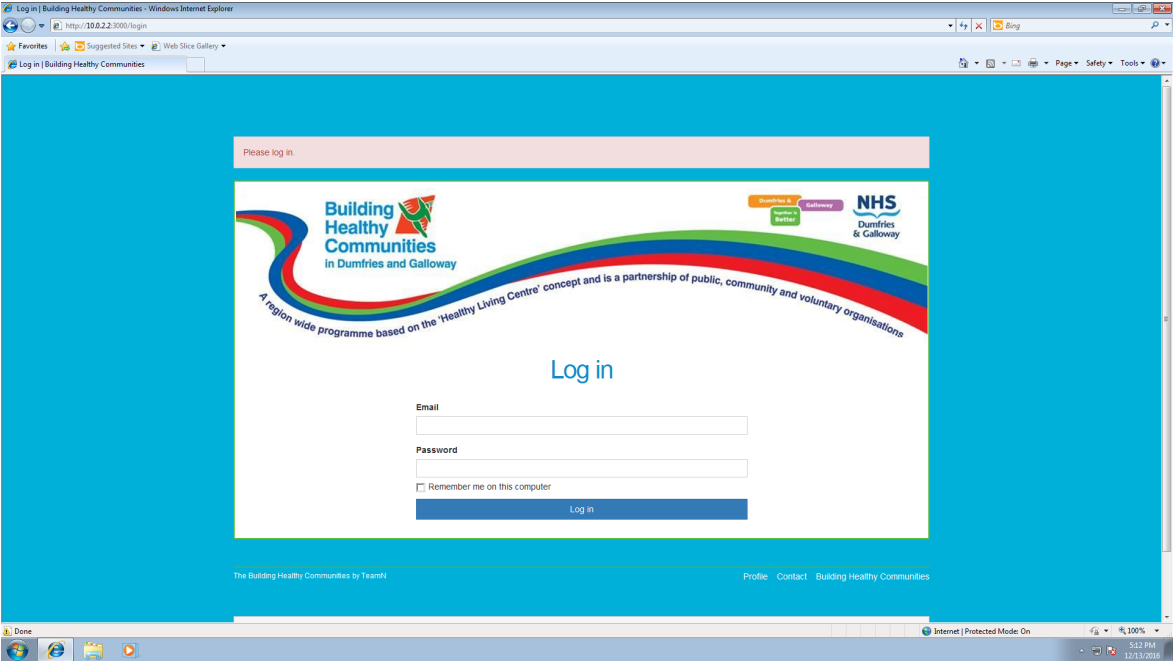 Log in | Building Healthy Communities - Windows Internet Explorer
http://10.0.2.2:3000/login
Bing
Favorites Suggested Sites Web Slice Gallery
Log in | Building Healthy Communities
Page Safety Tools
Please log in.
Building
Healthy
Communities
in Dumfries and Galloway
Dumfries &
Galloway
Together is
Better
NHS
Dumfries
& Galloway
A region wide programme based on the 'Healthy Living Centre' concept and is a partnership of public, community and voluntary organisations
Log in
Email
Password
Remember me on this computer
Log in
The Building Healthy Communities by TeamN
Profile Contact Building Healthy Communities
Done
Internet | Protected Mode: On
100%
5:12 PM
12/13/2016